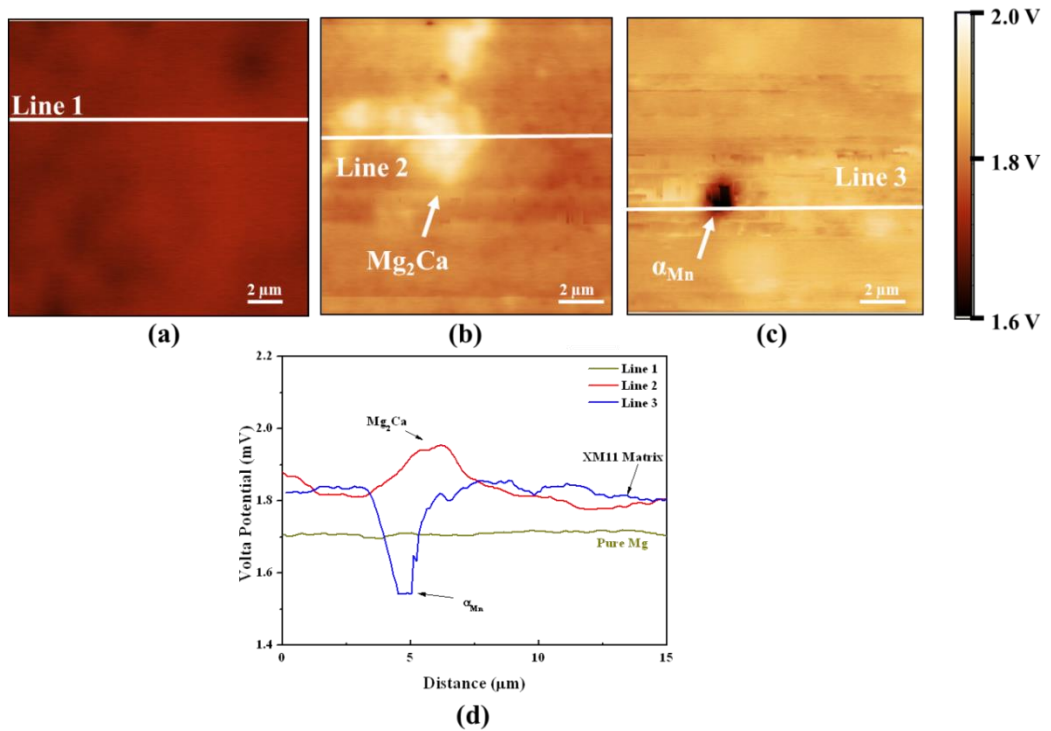 Line 1
2 μm
(a)
Line 2
Mg₂Ca
2 μm
(b)
Line 3
αMn
2 μm
(c)
2.0 V
1.8 V
1.6 V
2.2
2.0
1.8
1.6
1.4
Volta Potential (mV)
Line 1
Line 2
Line 3
Mg₂Ca
XM11 Matrix
Pure Mg
αMn
0
5
10
15
Distance (μm)
(d)